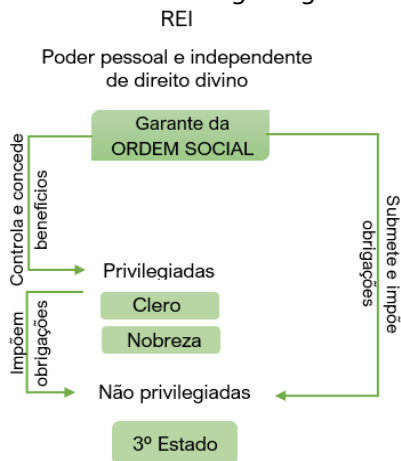 REI
Poder pessoal e independente
de direito divino
Garante da
ORDEM SOCIAL
Controla e concede
benefícios
Submete e impõe
obrigações
Privilegiadas
Clero
Nobreza
Impõem
obrigações
Não privilegiadas
3º Estado